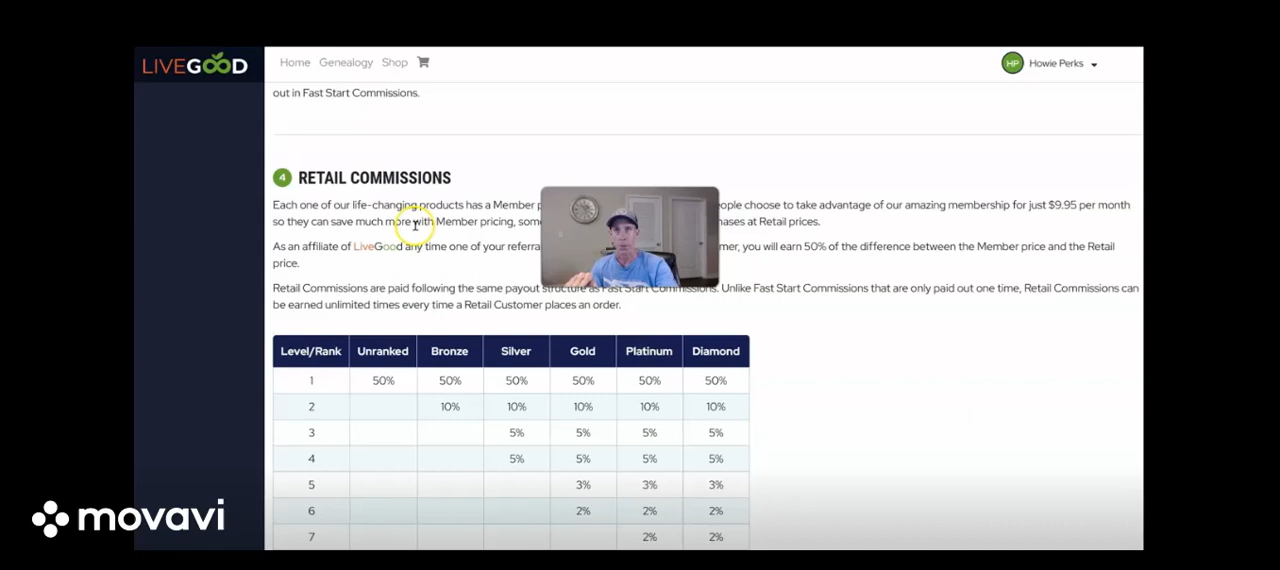 LIVEGOOD
Home Genealogy Shop
HP Howie Perks
out in Fast Start Commissions.
4 RETAIL COMMISSIONS
Each one of our life-changing products has a Member ople choose to take advantage of our amazing membership for just $9.95 per month
so they can save much more with Member pricing, hases at Retail prices.
As an affiliate of LiveGood any time one of your mer, you will earn 50% of the difference between the Member price and the Retail
price.
Retail Commissions are paid following the same payout structure as Fast Start Commissions. Unlike Fast Start Commissions that are only paid out one time, Retail Commissions can
be earned unlimited times every time a Retail Customer places an order.
Level/Rank Unranked Bronze Silver Gold Platinum Diamond
1 50% 50% 50% 50% 50% 50%
2 10% 10% 10% 10% 10%
3 5% 5% 5% 5%
4 5% 5% 5% 5%
5 3% 3% 3%
6 2% 2% 2%
7 2% 2%
movavi